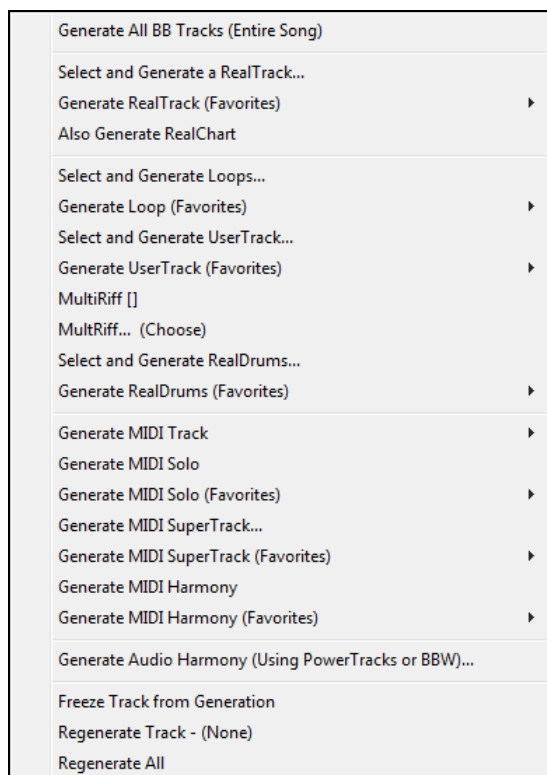 Generate All BB Tracks (Entire Song)
Select and Generate a RealTrack...
Generate RealTrack (Favorites)
Also Generate RealChart
Select and Generate Loops...
Generate Loop (Favorites)
Select and Generate UserTrack...
Generate UserTrack (Favorites)
MultiRiff []
MultRiff... (Choose)
Select and Generate RealDrums...
Generate RealDrums (Favorites)
Generate MIDI Track
Generate MIDI Solo
Generate MIDI Solo (Favorites)
Generate MIDI SuperTrack...
Generate MIDI SuperTrack (Favorites)
Generate MIDI Harmony
Generate MIDI Harmony (Favorites)
Generate Audio Harmony (Using PowerTracks or BBW)...
Freeze Track from Generation
Regenerate Track - (None)
Regenerate All